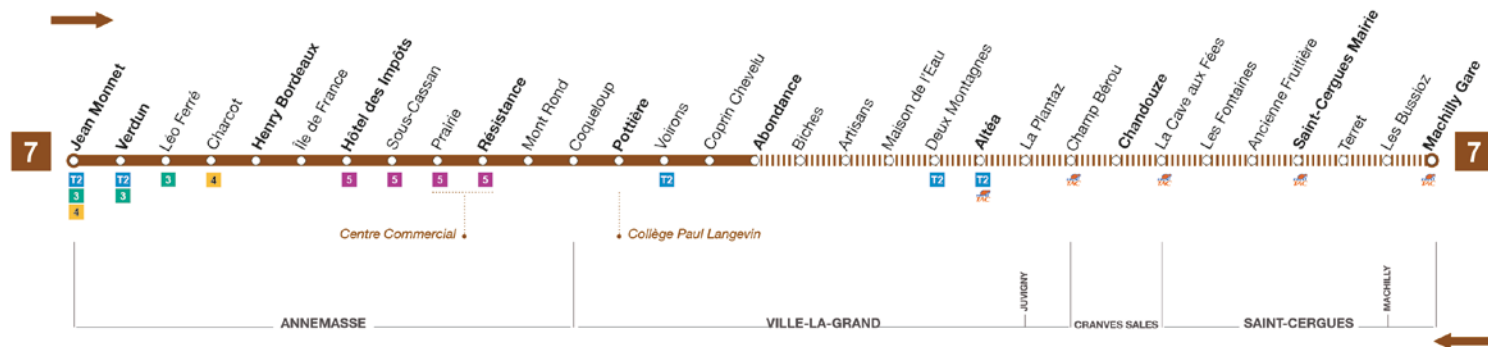 7
Jean Monnet
Verdun
Léo Ferré
Charcot
Henry Bordeaux
Île de France
Hôtel des Impôts
Sous-Cassan
Prairie
Résistance
Mont Rond
Coqueloup
Pottière
Voirons
Coprin Chevelu
Abondance
Biches
Artisans
Maison de l'Eau
Deux Montagnes
Altéa
La Plantaz
Champ Bérou
Chandouze
La Cave aux Fées
Les Fontaines
Ancienne Fruitière
Saint-Cergues Mairie
Terret
Les Bussioz
Machilly Gare
7
T2 T2 3 4 5 5 5 5 T2 T2 T2
3 3
4
Centre Commercial
Collège Paul Langevin
JUVIGNY
MACHILLY
ANNEMASSE
VILLE-LA-GRAND
CRANVES SALES
SAINT-CERGUES